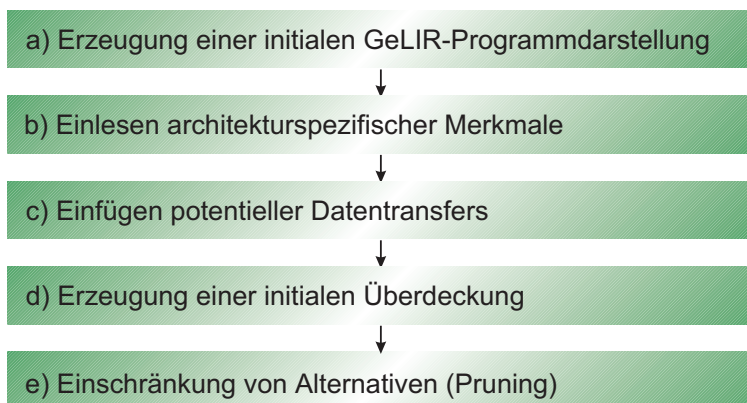 a) Erzeugung einer initialen GeLIR-Programmdarstellung
b) Einlesen architekturspezifischer Merkmale
c) Einfügen potentieller Datentransfers
d) Erzeugung einer initialen Überdeckung
e) Einschränkung von Alternativen (Pruning)